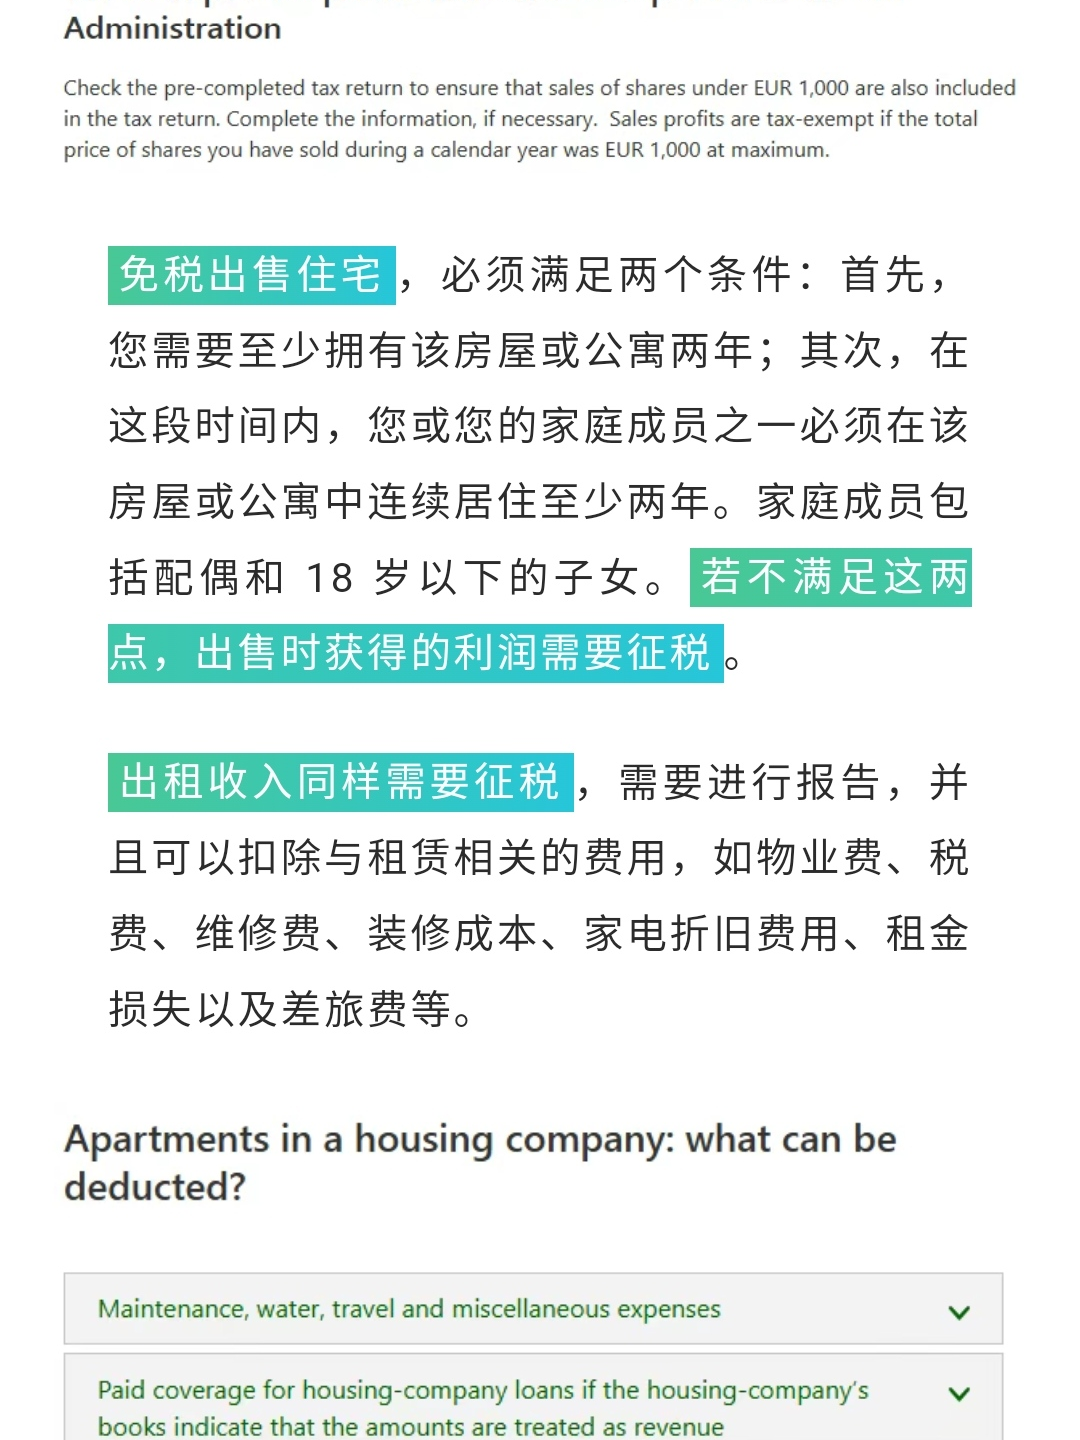 Administration
Check the pre-completed tax return to ensure that sales of shares under EUR 1,000 are also included
in the tax return. Complete the information, if necessary.  Sales profits are tax-exempt if the total
price of shares you have sold during a calendar year was EUR 1,000 at maximum.
免税出售住宅，必须满足两个条件：首先，
您需要至少拥有该房屋或公寓两年；其次，在
这段时间内，您或您的家庭成员之一必须在该
房屋或公寓中连续居住至少两年。家庭成员包
括配偶和 18 岁以下的子女。若不满足这两
点，出售时获得的利润需要征税。
出租收入同样需要征税，需要进行报告，并
且可以扣除与租赁相关的费用，如物业费、税
费、维修费、装修成本、家电折旧费用、租金
损失以及差旅费等。
Apartments in a housing company: what can be
deducted?
Maintenance, water, travel and miscellaneous expenses
Paid coverage for housing-company loans if the housing-company's
books indicate that the amounts are treated as revenue